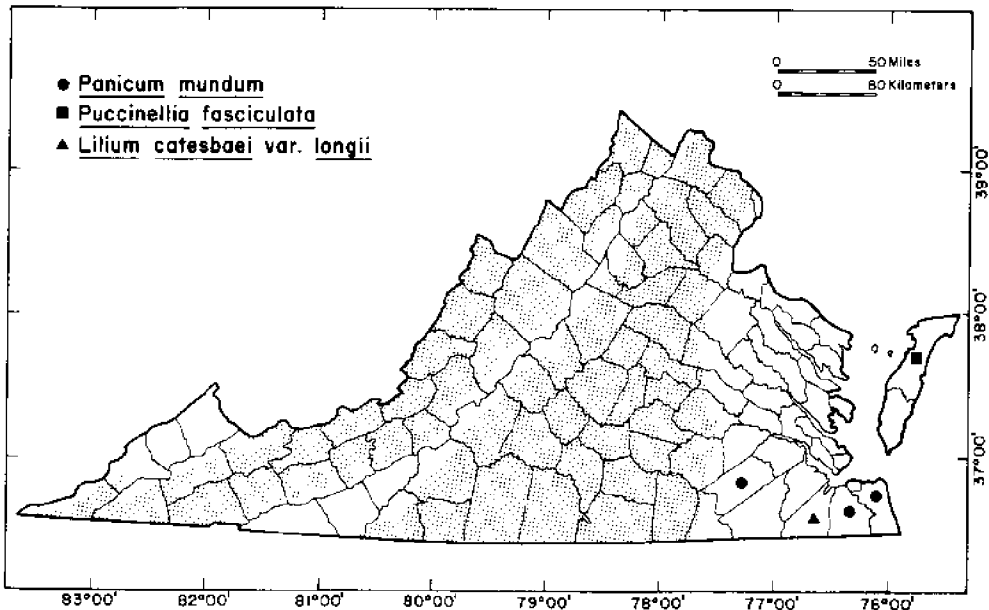 Panicum mundum
Puccinellia fasciculata
Lilium catesbaei var. longii
0 50 Miles
0 80 Kilometers
39°00'
38°00'
37°00'
83°00' 82°00' 81°00' 80°00' 79°00' 78°00' 77°00' 76°00'